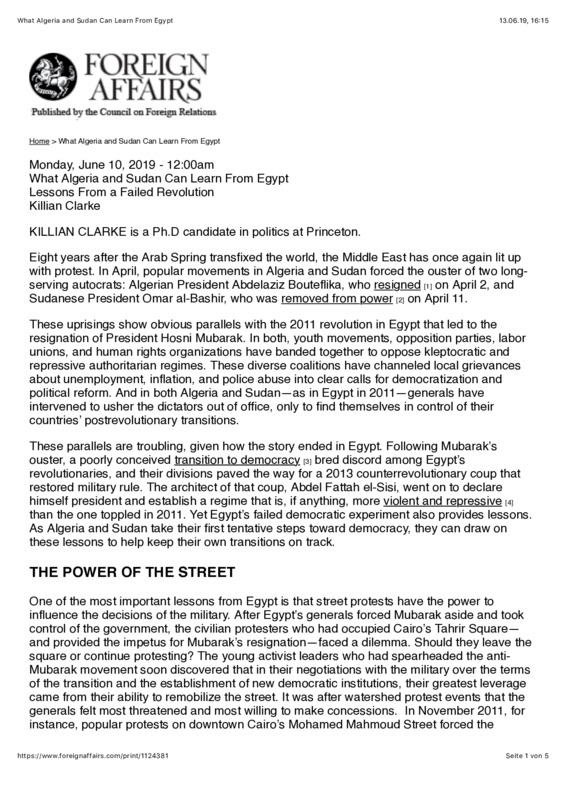 What Algeria and Sudan Can Learn From Egypt
13.06.19, 16:15
FOREIGN
AFFAIRS
Published by the Council on Foreign Relations
Home > What Algeria and Sudan Can Learn From Egypt
Monday, June 10, 2019 - 12:00am
What Algeria and Sudan Can Learn From Egypt
Lessons From a Failed Revolution
Killian Clarke
KILLIAN CLARKE is a Ph.D candidate in politics at Princeton.
Eight years after the Arab Spring transfixed the world, the Middle East has once again lit up
with protest. In April, popular movements in Algeria and Sudan forced the ouster of two long-
serving autocrats: Algerian President Abdelaziz Bouteflika, who resigned [1] on April 2, and
Sudanese President Omar al-Bashir, who was removed from power [2] on April 11.
These uprisings show obvious parallels with the 2011 revolution in Egypt that led to the
resignation of President Hosni Mubarak. In both, youth movements, opposition parties, labor
unions, and human rights organizations have banded together to oppose kleptocratic and
repressive authoritarian regimes. These diverse coalitions have channeled local grievances
about unemployment, inflation, and police abuse into clear calls for democratization and
political reform. And in both Algeria and Sudan—as in Egypt in 2011—generals have
intervened to usher the dictators out of office, only to find themselves in control of their
countries' postrevolutionary transitions.
These parallels are troubling, given how the story ended in Egypt. Following Mubarak's
ouster, a poorly conceived transition to democracy [3] bred discord among Egypt's
revolutionaries, and their divisions paved the way for a 2013 counterrevolutionary coup that
restored military rule. The architect of that coup, Abdel Fattah el-Sisi, went on to declare
himself president and establish a regime that is, if anything, more violent and repressive [4]
than the one toppled in 2011. Yet Egypt's failed democratic experiment also provides lessons.
As Algeria and Sudan take their first tentative steps toward democracy, they can draw on
these lessons to help keep their own transitions on track.
THE POWER OF THE STREET
One of the most important lessons from Egypt is that street protests have the power to
influence the decisions of the military. After Egypt's generals forced Mubarak aside and took
control of the government, the civilian protesters who had occupied Cairo's Tahrir Square—
and provided the impetus for Mubarak's resignation—faced a dilemma. Should they leave the
square or continue protesting? The young activist leaders who had spearheaded the anti-
Mubarak movement soon discovered that in their negotiations with the military over the terms
of the transition and the establishment of new democratic institutions, their greatest leverage
came from their ability to remobilize the street. It was after watershed protest events that the
generals felt most threatened and most willing to make concessions.  In November 2011, for
instance, popular protests on downtown Cairo's Mohamed Mahmoud Street forced the
https://www.foreignaffairs.com/print/1124381
Seite 1 von 5